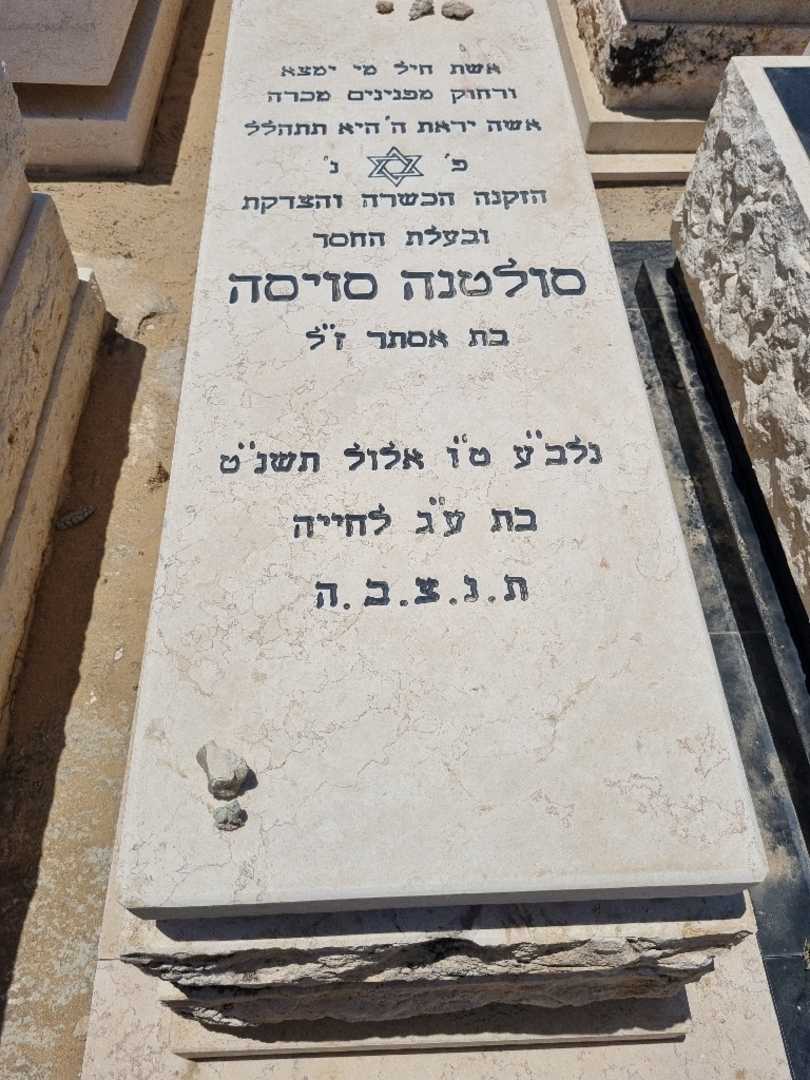 אשת חיל מי ימצא
ורחוק מפנינים מכרה
אשה יראת ה' היא תתהלל
פ' נ'
הזקנה הכשרה והצדקת
ובעלת החסד
סולטנה סויסה
בת אסתר ז"ל
נלב"ע ט"ו אלול תשנ"ט
בת ע"ג לחייה
ת.נ.צ.ב.ה